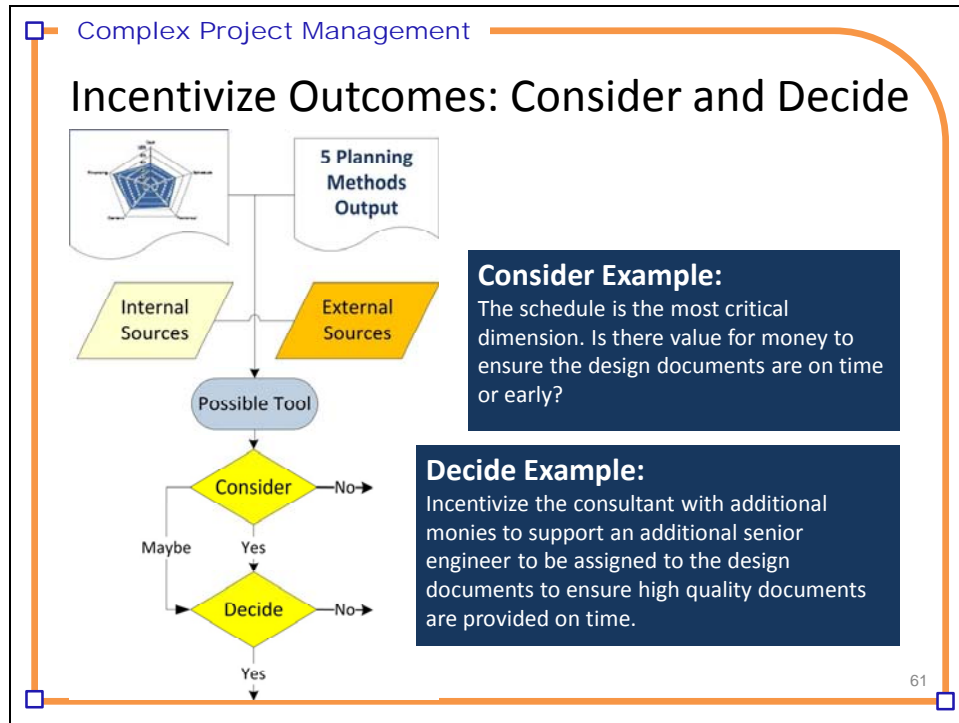 Complex Project Management
Incentivize Outcomes: Consider and Decide
5 Planning
Methods
Output
Internal
Sources
External
Sources
Possible Tool
Consider
No
Maybe
Yes
Decide
No
Yes
Consider Example:
The schedule is the most critical
dimension. Is there value for money to
ensure the design documents are on time
or early?
Decide Example:
Incentivize the consultant with additional
monies to support an additional senior
engineer to be assigned to the design
documents to ensure high quality documents
are provided on time.
61